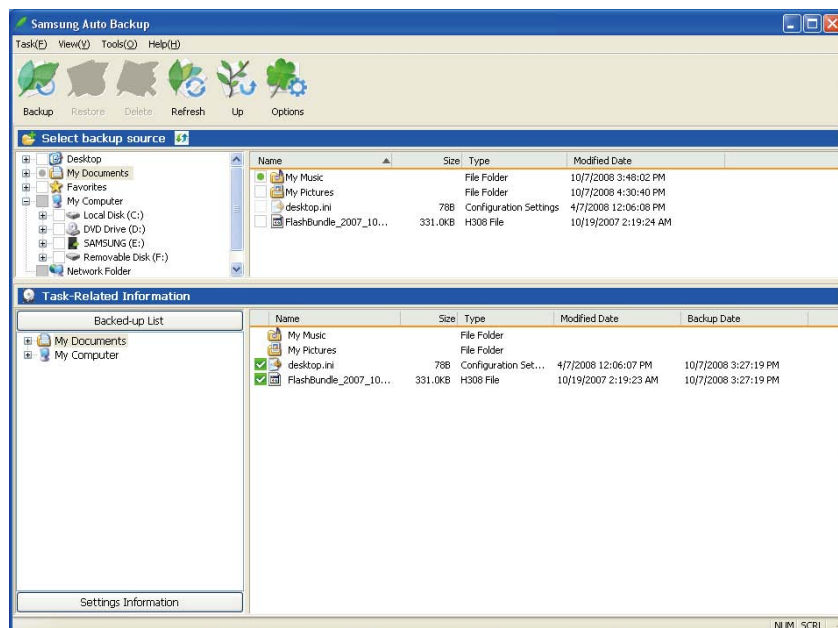 Samsung Auto Backup
Task(F) View(V) Tools(O) Help(H)
Backup Restore Delete Refresh Up Options
Select backup source
Desktop
My Documents
Favorites
My Computer
Local Disk (C:)
DVD Drive (D:)
SAMSUNG (E:)
Removable Disk (F:)
Network Folder
Name Size Type Modified Date
My Music File Folder 10/7/2008 3:48:02 PM
My Pictures File Folder 10/7/2008 4:30:40 PM
desktop.ini 78B Configuration Settings 4/7/2008 12:06:08 PM
FlashBundle_2007_10... 331.0KB H308 File 10/19/2007 2:19:24 AM
Task-Related Information
Backed-up List
My Documents
My Computer
Name Size Type Modified Date Backup Date
My Music File Folder
My Pictures File Folder
desktop.ini 78B Configuration Set... 4/7/2008 12:06:07 PM 10/7/2008 3:27:19 PM
FlashBundle_2007_10... 331.0KB H308 File 10/19/2007 2:19:23 AM 10/7/2008 3:27:19 PM
Settings Information
NUM SCRL